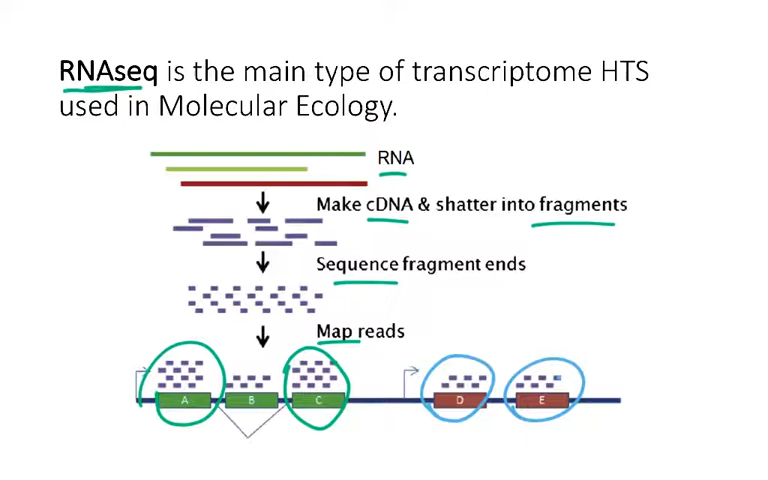 RNAseq is the main type of transcriptome HTS
used in Molecular Ecology.
RNA
Make cDNA & shatter into fragments
Sequence fragment ends
Map reads
A B C D E